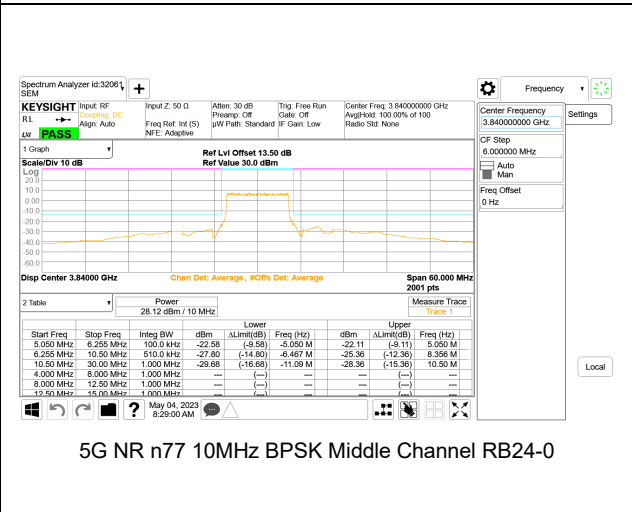 Spectrum Analyzer id:32061
SEM
Frequency
KEYSIGHT
RL
PASS
Input: RF
Coupling: DC
Align: Auto
Input Z: 50 Ω
Freq Ref: Int (S)
NFE: Adaptive
Atten: 30 dB
Preamp: Off
µW Path: Standard
Trig: Free Run
Gate: Off
IF Gain: Low
Center Freq: 3.840000000 GHz
Avg|Hold: 100.00% of 100
Radio Std: None
Center Frequency
3.840000000 GHz
Settings
CF Step
6.000000 MHz
Auto
Man
Freq Offset
0 Hz
1 Graph
Scale/Div 10 dB
Ref Lvl Offset 13.50 dB
Ref Value 30.0 dBm
Log
20.0
10.0
0.00
-10.0
-20.0
-30.0
-40.0
-50.0
-60.0
Disp Center 3.84000 GHz
Chan Det: Average , #Offs Det: Average
Span 60.000 MHz
2001 pts
2 Table
Power
28.12 dBm / 10 MHz
Measure Trace
Trace 1
Lower Upper
Start Freq Stop Freq Integ BW dBm ΔLimit(dB) Freq (Hz) dBm ΔLimit(dB) Freq (Hz)
5.050 MHz 6.255 MHz 100.0 kHz -22.58 (-9.58) -5.050 M -22.11 (-9.11) 5.050 M
6.255 MHz 10.50 MHz 510.0 kHz -27.80 (-14.80) -6.467 M -25.36 (-12.36) 8.356 M
10.50 MHz 30.00 MHz 1.000 MHz -29.68 (-16.68) -11.09 M -28.36 (-15.36) 10.50 M
4.000 MHz 8.000 MHz 1.000 MHz --- (---) --- --- (---) ---
8.000 MHz 12.50 MHz 1.000 MHz --- (---) --- --- (---) ---
12.50 MHz 15.00 MHz 1.000 MHz --- (---) --- --- (---) ---
Local
May 04, 2023
8:29:00 AM
5G NR n77 10MHz BPSK Middle Channel RB24-0